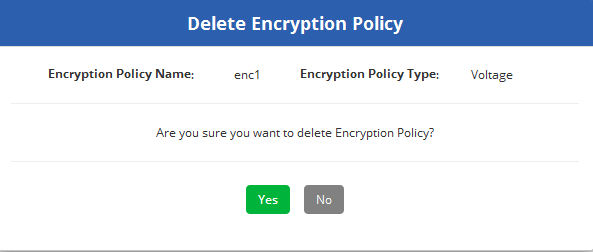 Delete Encryption Policy
Encryption Policy Name: enc1 Encryption Policy Type: Voltage
Are you sure you want to delete Encryption Policy?
Yes No